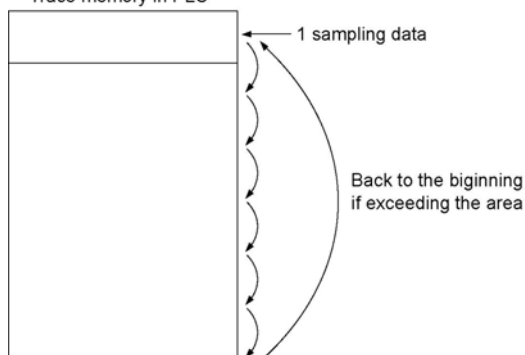 Trace memory in PLC
1 sampling data
Back to the biginning
if exceeding the area